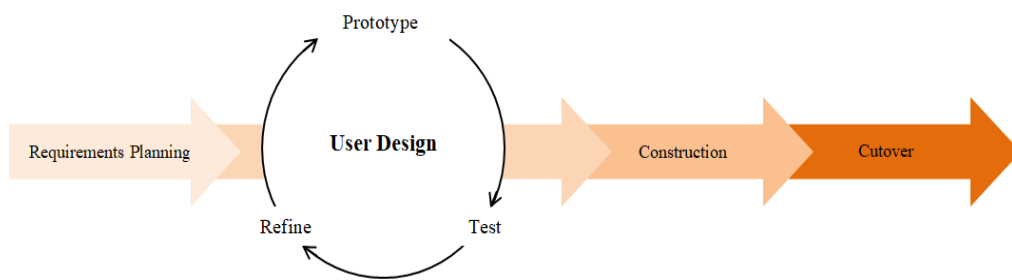 Prototype
Requirements Planning
User Design
Construction
Cutover
Refine
Test